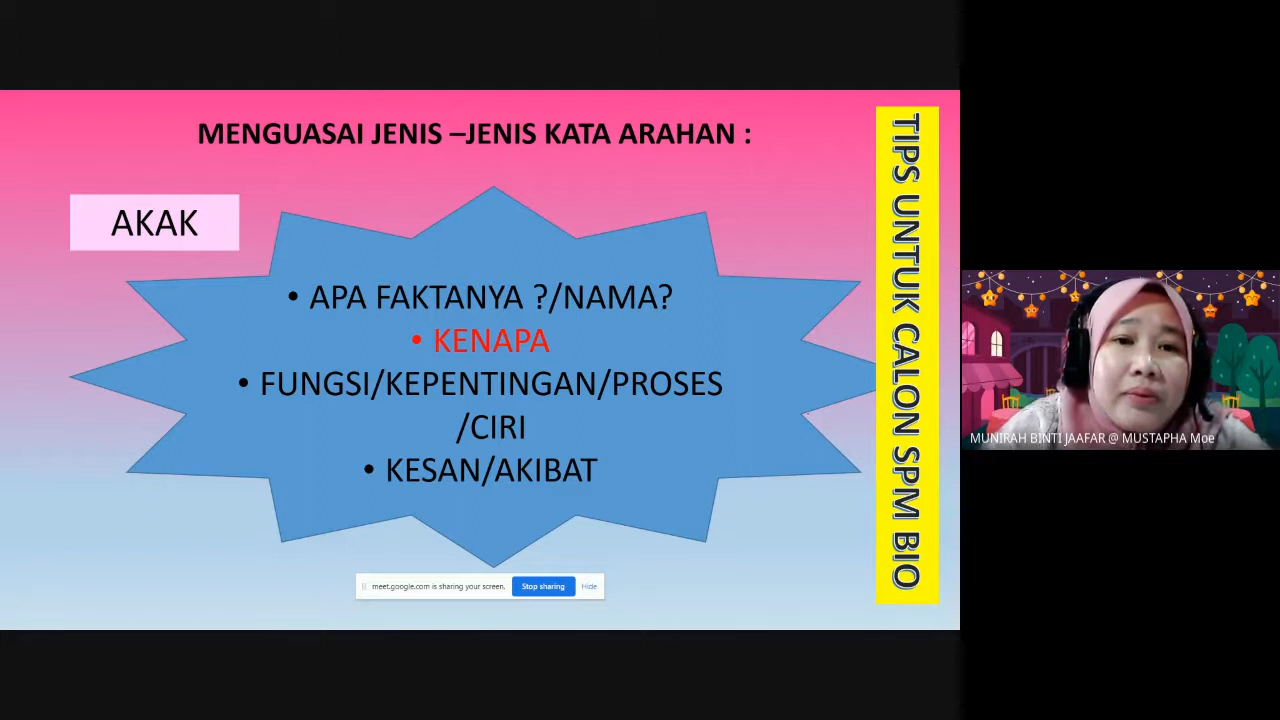 MENGUASAI JENIS –JENIS KATA ARAHAN :
AKAK
• APA FAKTANYA ?/NAMA?
• KENAPA
• FUNGSI/KEPENTINGAN/PROSES
/CIRI
• KESAN/AKIBAT
TIPS UNTUK CALON SPM BIO
meet.google.com is sharing your screen. Stop sharing Hide
MUNIRAH BINTI JAAFAR @ MUSTAPHA Moe